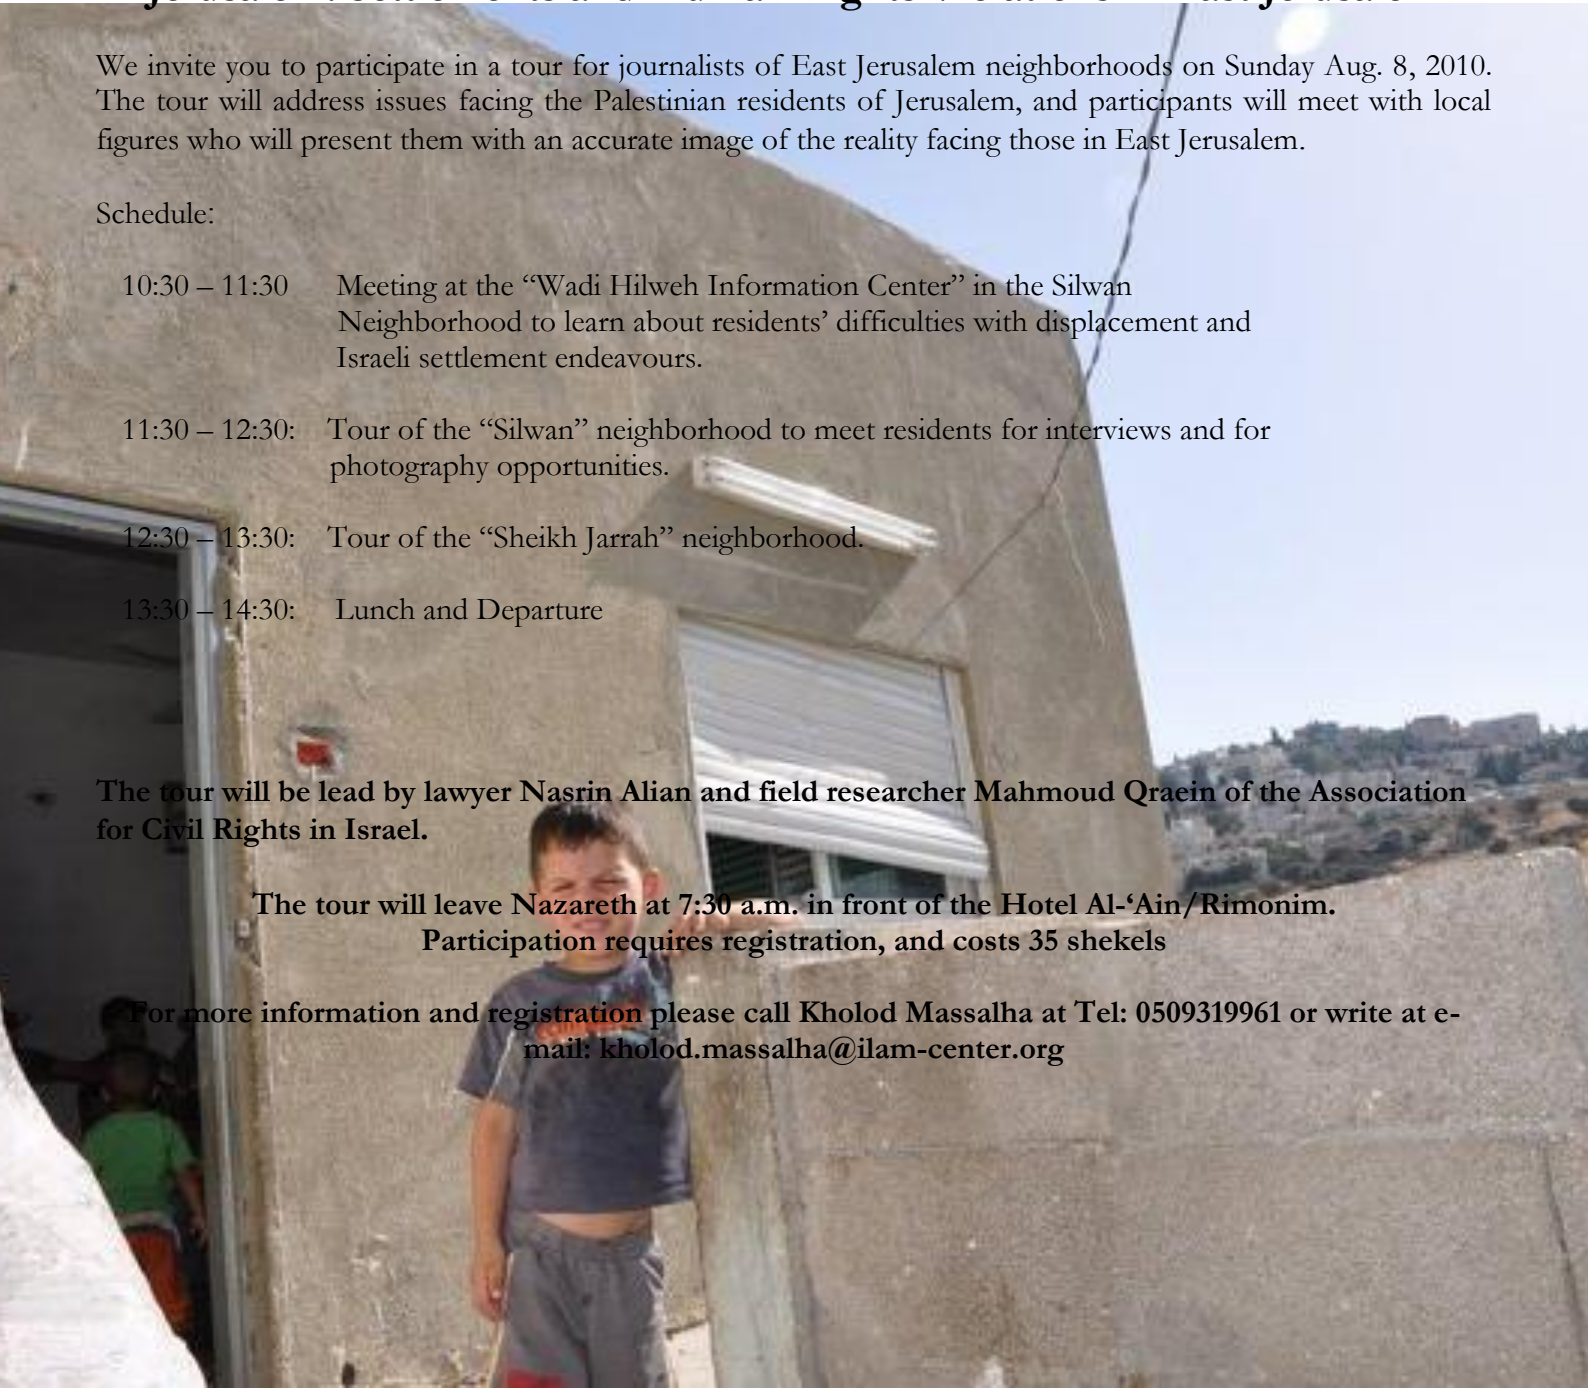 We invite you to participate in a tour for journalists of East Jerusalem neighborhoods on Sunday Aug. 8, 2010.
The tour will address issues facing the Palestinian residents of Jerusalem, and participants will meet with local
figures who will present them with an accurate image of the reality facing those in East Jerusalem.
Schedule:
10:30 – 11:30 Meeting at the “Wadi Hilweh Information Center” in the Silwan
Neighborhood to learn about residents’ difficulties with displacement and
Israeli settlement endeavours.
11:30 – 12:30: Tour of the “Silwan” neighborhood to meet residents for interviews and for
photography opportunities.
12:30 – 13:30: Tour of the “Sheikh Jarrah” neighborhood.
13:30 – 14:30: Lunch and Departure
The tour will be lead by lawyer Nasrin Alian and field researcher Mahmoud Qraein of the Association
for Civil Rights in Israel.
The tour will leave Nazareth at 7:30 a.m. in front of the Hotel Al-‘Ain/Rimonim.
Participation requires registration, and costs 35 shekels
For more information and registration please call Kholod Massalha at Tel: 0509319961 or write at e-
mail: kholod.massalha@ilam-center.org